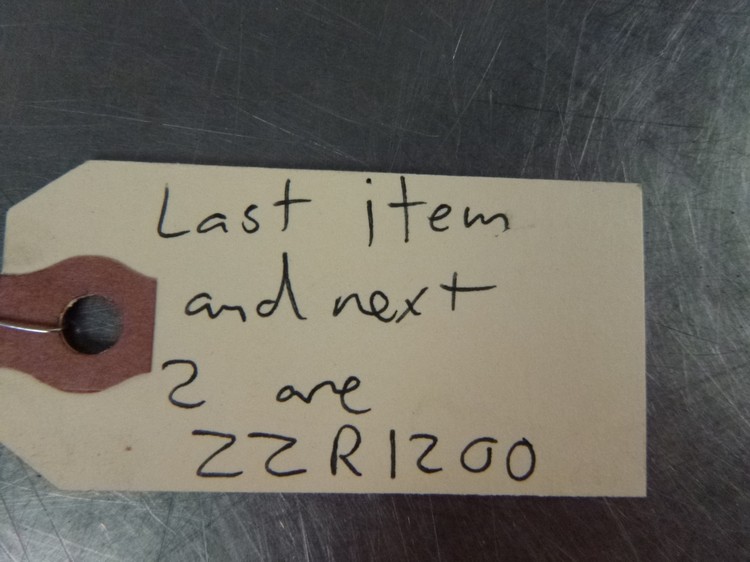 Last item
and next
2 are
ZZR1200